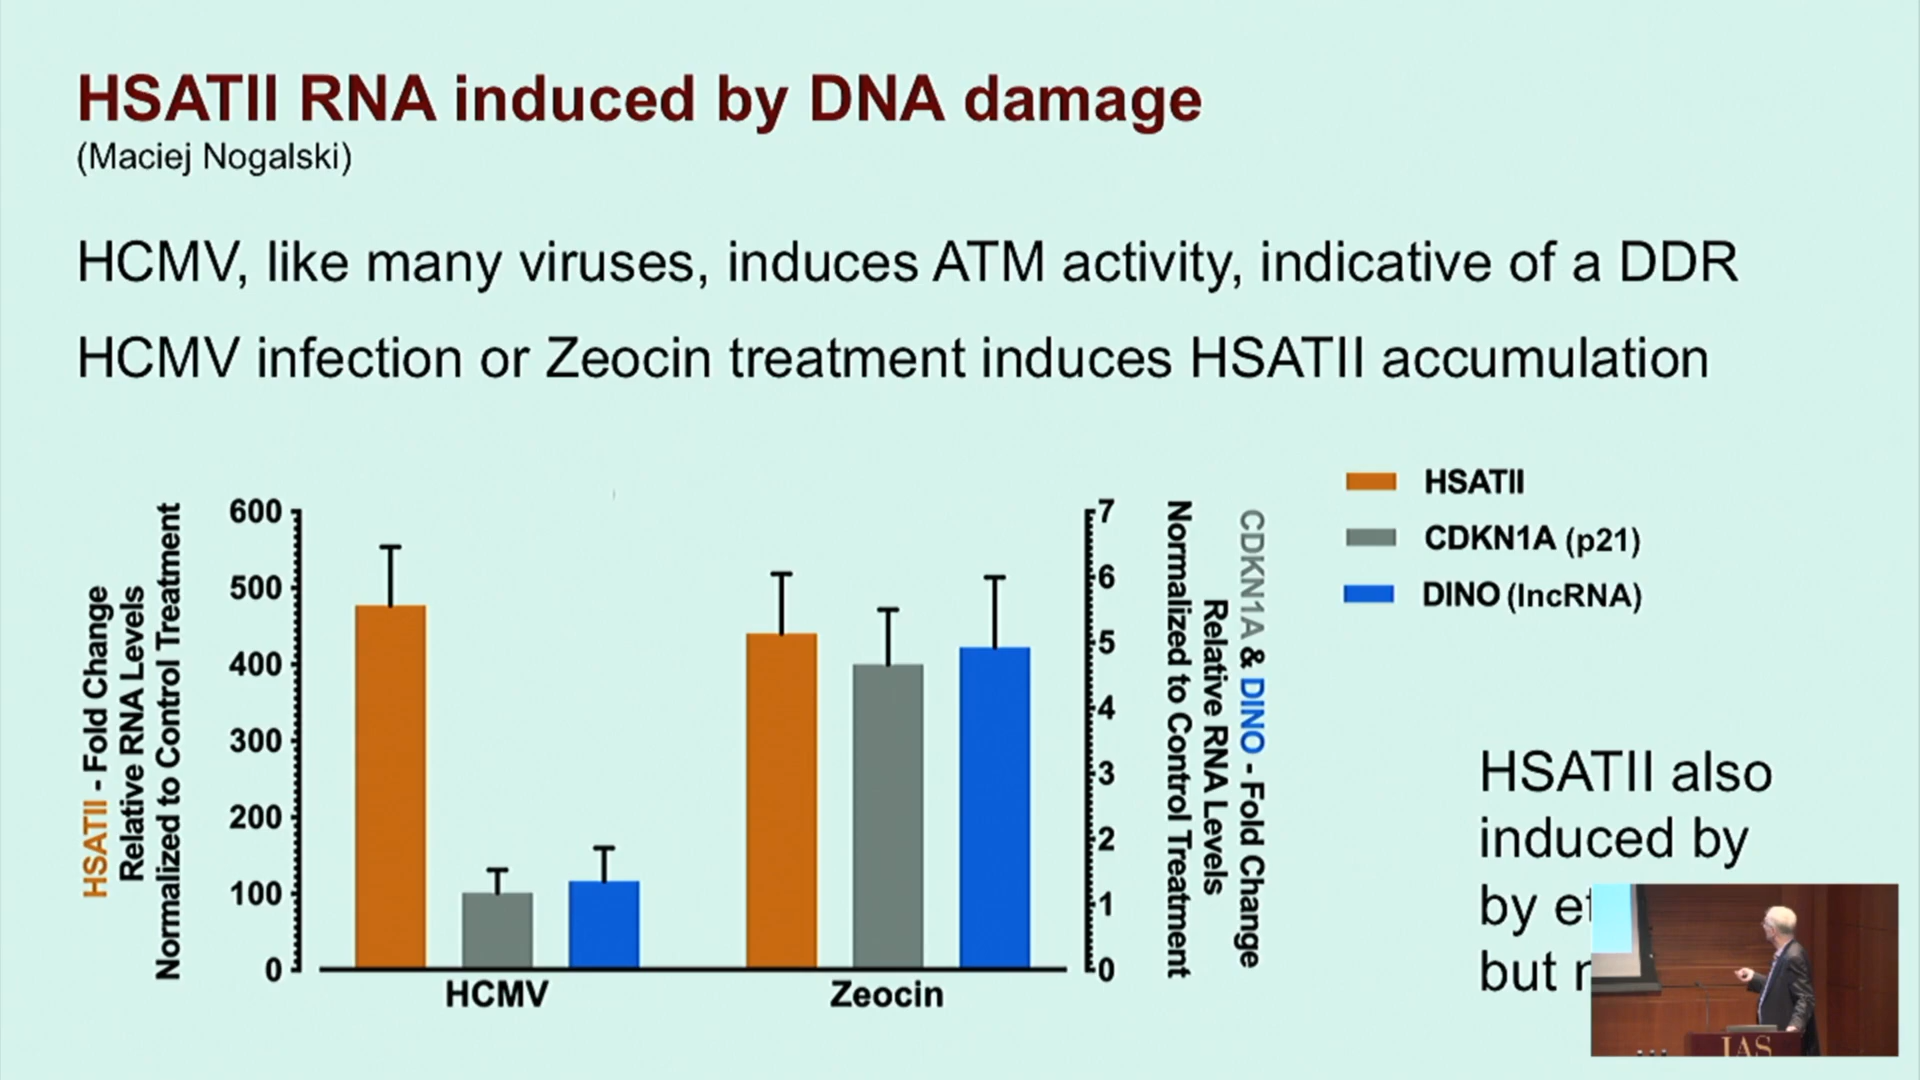 HSATII RNA induced by DNA damage
(Maciej Nogalski)
HCMV, like many viruses, induces ATM activity, indicative of a DDR
HCMV infection or Zeocin treatment induces HSATII accumulation
HSATII - Fold Change
Relative RNA Levels
Normalized to Control Treatment
600
500
400
300
200
100
0
HCMV
Zeocin
7
6
5
4
3
2
1
0
CDKN1A & DINO - Fold Change
Relative RNA Levels
Normalized to Control Treatment
HSATII
CDKN1A (p21)
DINO (lncRNA)
HSATII also
induced by
by
but
IAS